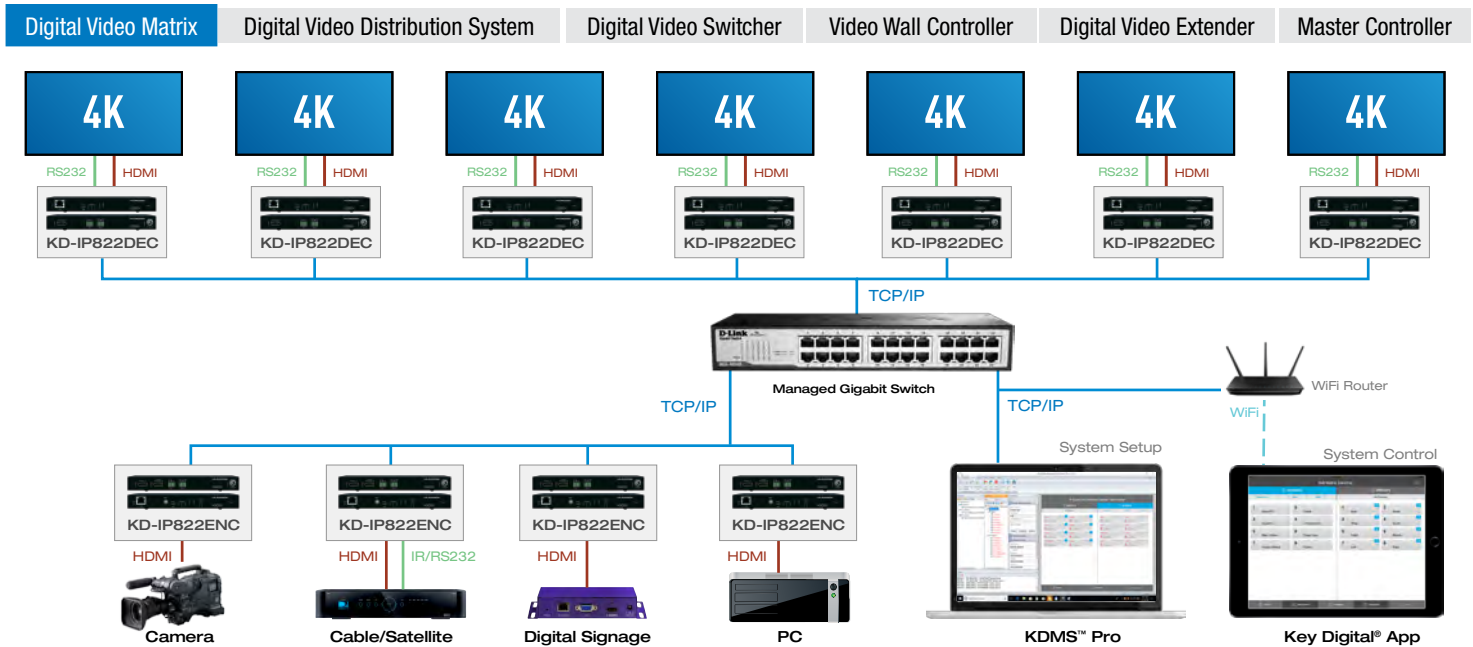 Digital Video Matrix
Digital Video Distribution System
Digital Video Switcher
Video Wall Controller
Digital Video Extender
Master Controller
4K
4K
4K
4K
4K
4K
4K
RS232 HDMI
RS232 HDMI
RS232 HDMI
RS232 HDMI
RS232 HDMI
RS232 HDMI
RS232 HDMI
KD-IP822DEC
KD-IP822DEC
KD-IP822DEC
KD-IP822DEC
KD-IP822DEC
KD-IP822DEC
KD-IP822DEC
TCP/IP
D-Link
Managed Gigabit Switch
WiFi Router
TCP/IP
TCP/IP
WiFi
System Setup
System Control
KD-IP822ENC
KD-IP822ENC
KD-IP822ENC
KD-IP822ENC
HDMI
HDMI
IR/RS232
HDMI
HDMI
Camera
Cable/Satellite
Digital Signage
PC
KDMS™ Pro
Key Digital® App